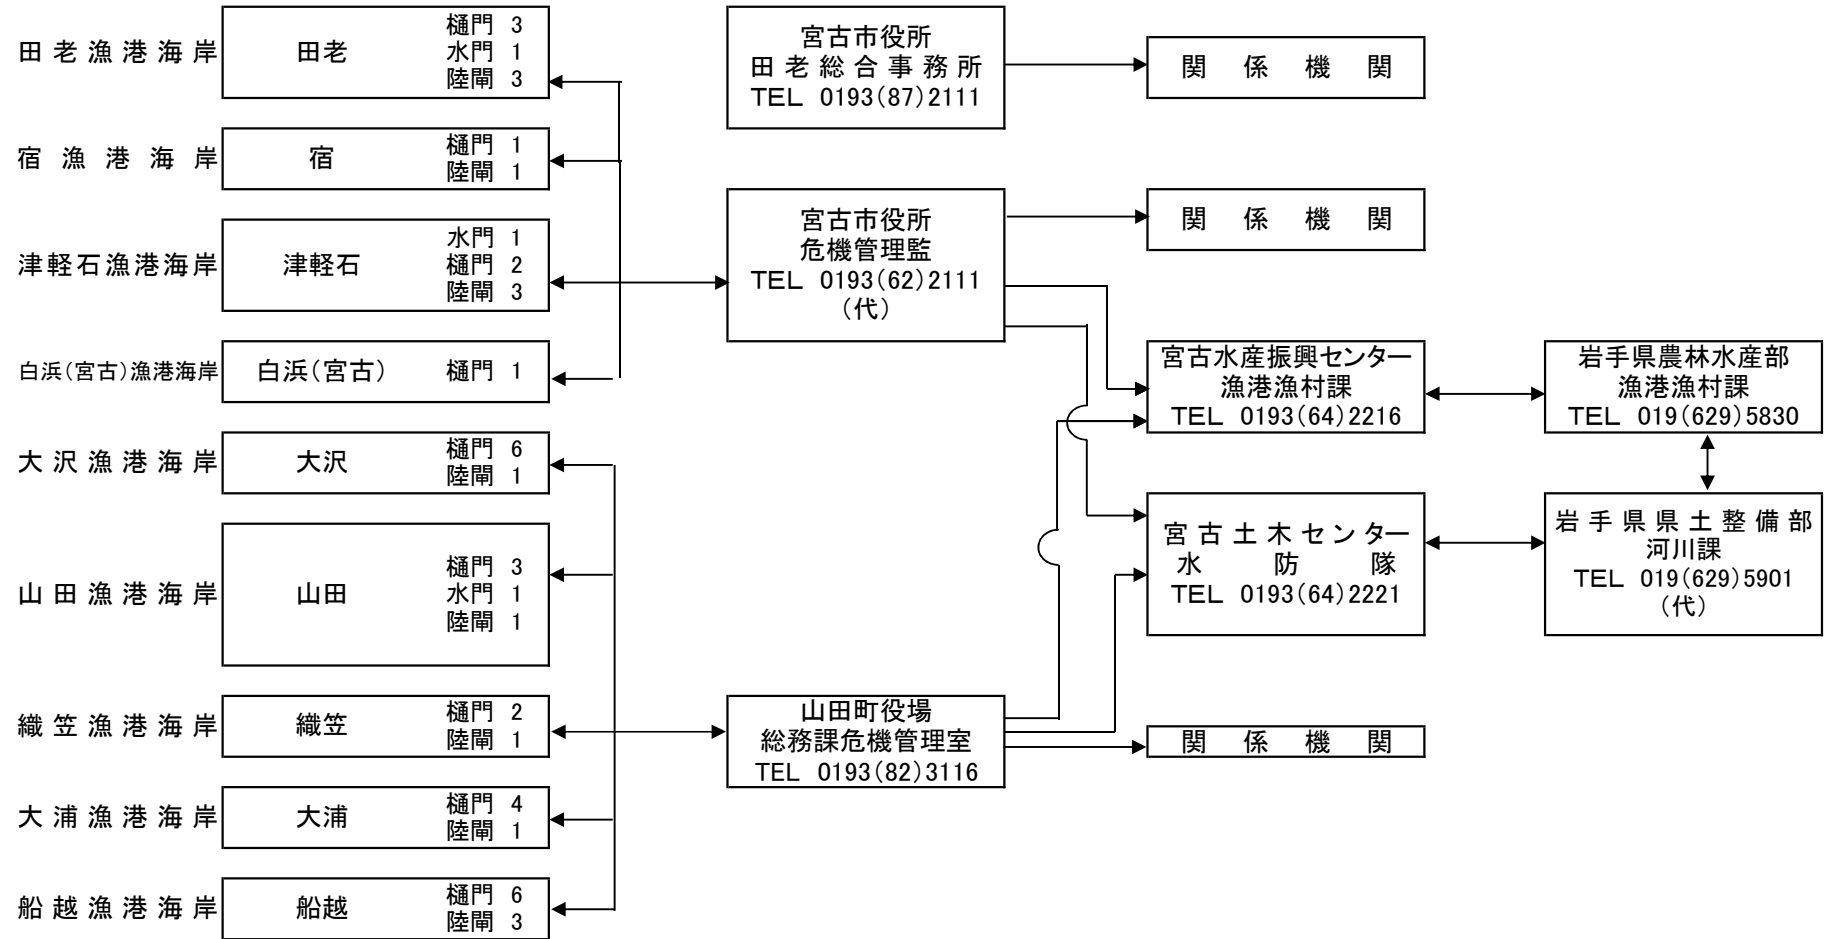 田老漁港海岸
田老
樋門 3
水門 1
陸閘 3
宿漁港海岸
宿
樋門 1
陸閘 1
津軽石漁港海岸
津軽石
水門 1
樋門 2
陸閘 3
白浜(宮古)漁港海岸
白浜(宮古)
樋門 1
大沢漁港海岸
大沢
樋門 6
陸閘 1
山田漁港海岸
山田
樋門 3
水門 1
陸閘 1
織笠漁港海岸
織笠
樋門 2
陸閘 1
大浦漁港海岸
大浦
樋門 4
陸閘 1
船越漁港海岸
船越
樋門 6
陸閘 3
宮古市役所
田老総合事務所
TEL 0193(87)2111
関係機関
宮古市役所
危機管理監
TEL 0193(62)2111
(代)
関係機関
山田町役場
総務課危機管理室
TEL 0193(82)3116
関係機関
宮古水産振興センター
漁港漁村課
TEL 0193(64)2216
宮古土木センター
水防隊
TEL 0193(64)2221
岩手県農林水産部
漁港漁村課
TEL 019(629)5830
岩手県県土整備部
河川課
TEL 019(629)5901
(代)